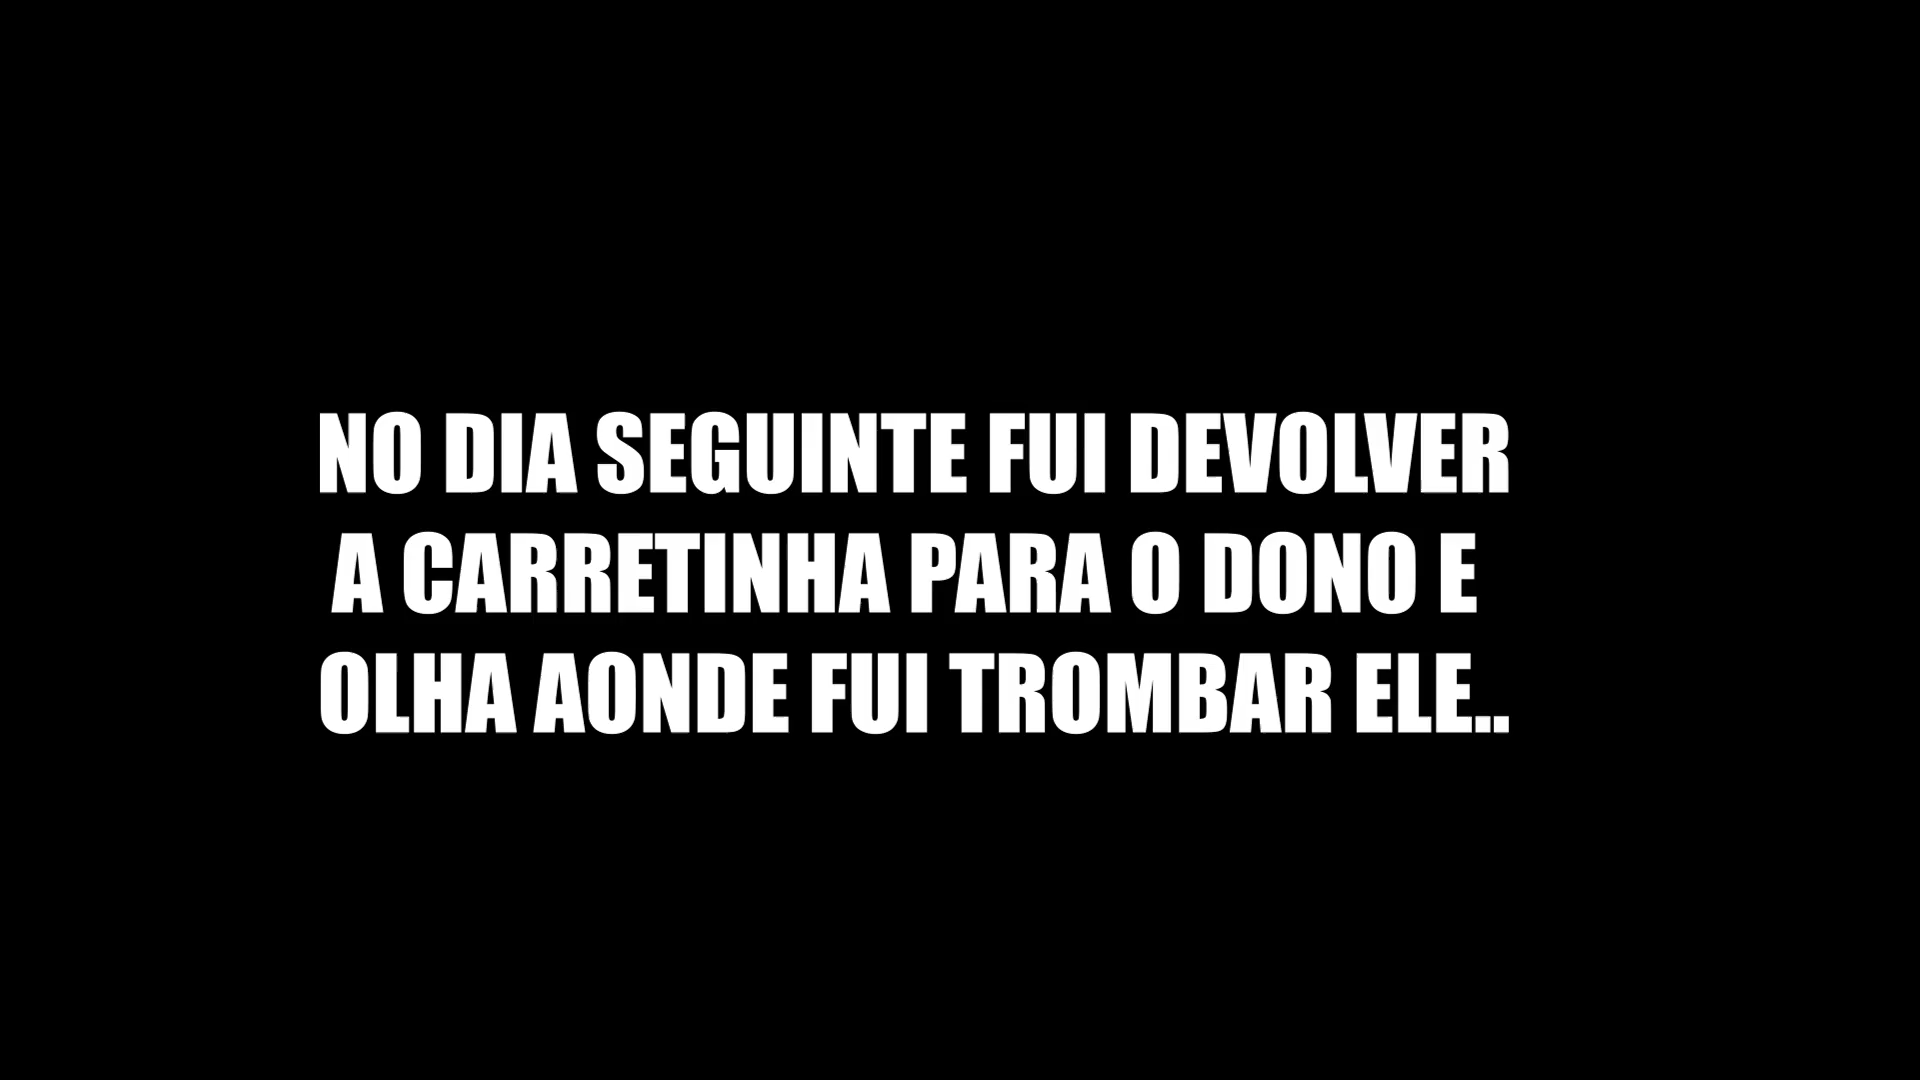 NO DIA SEGUINTE FUI DEVOLVER
A CARRETINHA PARA O DONO E
OLHA AONDE FUI TROMBAR ELE..